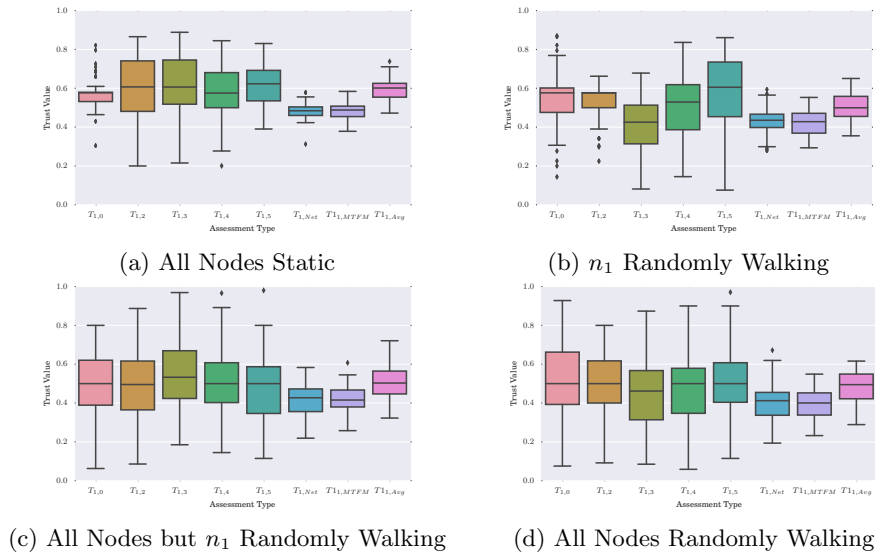 1.0
0.8
0.6
0.4
0.2
0.0
Trust Value
T1,0 T1,2 T1,3 T1,4 T1,5 T1,Net T11,MTFM T11,Avg
Assessment Type
(a) All Nodes Static
1.0
0.8
0.6
0.4
0.2
0.0
Trust Value
T1,0 T1,2 T1,3 T1,4 T1,5 T1,Net T11,MTFM T11,Avg
Assessment Type
(b) n1 Randomly Walking
1.0
0.8
0.6
0.4
0.2
0.0
Trust Value
T1,0 T1,2 T1,3 T1,4 T1,5 T1,Net T11,MTFM T11,Avg
Assessment Type
(c) All Nodes but n1 Randomly Walking
1.0
0.8
0.6
0.4
0.2
0.0
Trust Value
T1,0 T1,2 T1,3 T1,4 T1,5 T1,Net T11,MTFM T11,Avg
Assessment Type
(d) All Nodes Randomly Walking